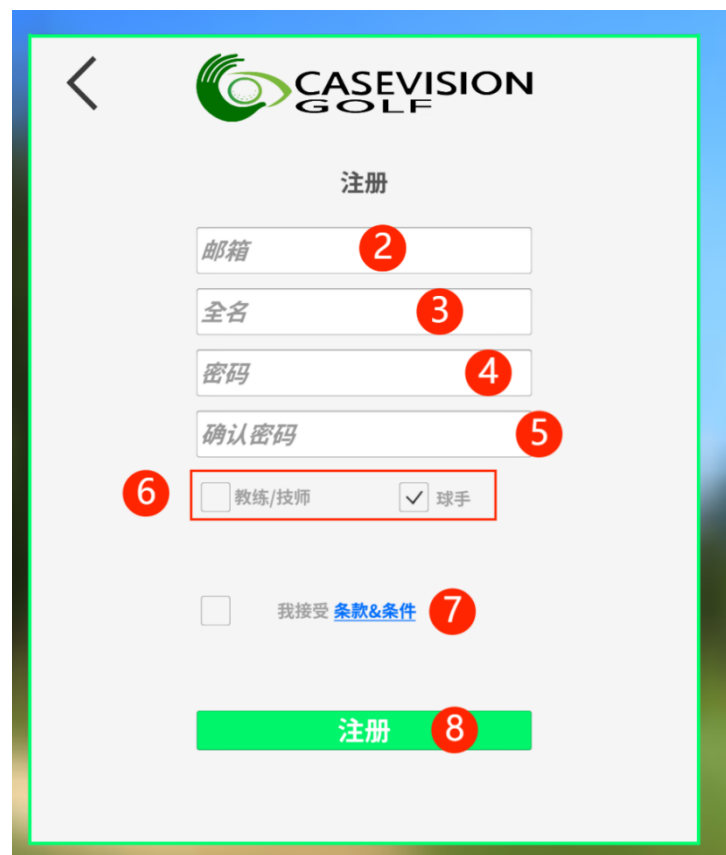 CASEVISION
GOLF
注册
邮箱 2
全名 3
密码 4
确认密码 5
6 教练/技师 球手
我接受 条款&条件 7
注册 8